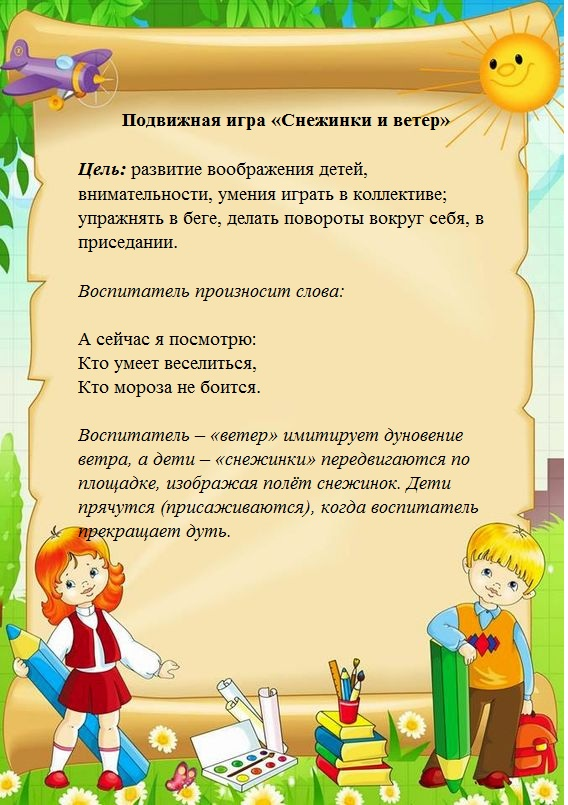 Подвижная игра «Снежинки и ветер»
Цель: развитие воображения детей,
внимательности, умения играть в коллективе;
упражнять в беге, делать повороты вокруг себя, в
приседании.
Воспитатель произносит слова:
А сейчас я посмотрю:
Кто умеет веселиться,
Кто мороза не боится.
Воспитатель – «ветер» имитирует дуновение
ветра, а дети – «снежинки» передвигаются по
площадке, изображая полёт снежинок. Дети
прячутся (присаживаются), когда воспитатель
прекращает дуть.